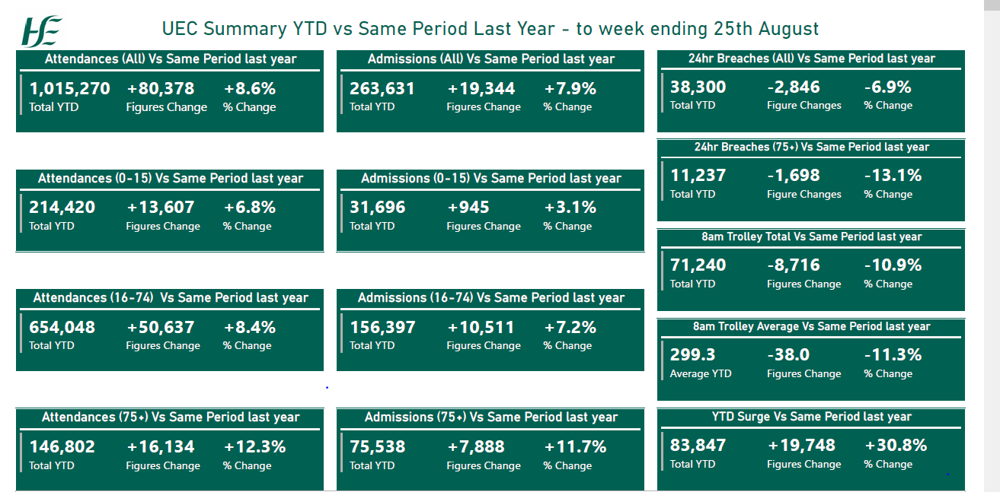 UEC Summary YTD vs Same Period Last Year - to week ending 25th August
Attendances (All) Vs Same Period last year
1,015,270 +80,378 +8.6%
Total YTD Figures Change % Change
Attendances (0-15) Vs Same Period last year
214,420 +13,607 +6.8%
Total YTD Figures Change % Change
Attendances (16-74) Vs Same Period last year
654,048 +50,637 +8.4%
Total YTD Figures Change % Change
Attendances (75+) Vs Same Period last year
146,802 +16,134 +12.3%
Total YTD Figures Change % Change
Admissions (All) Vs Same Period last year
263,631 +19,344 +7.9%
Total YTD Figures Change % Change
Admissions (0-15) Vs Same Period last year
31,696 +945 +3.1%
Total YTD Figures Change % Change
Admissions (16-74) Vs Same Period last year
156,397 +10,511 +7.2%
Total YTD Figures Change % Change
Admissions (75+) Vs Same Period last year
75,538 +7,888 +11.7%
Total YTD Figures Change % Change
24hr Breaches (All) Vs Same Period last year
38,300 -2,846 -6.9%
Total YTD Figure Changes % Change
24hr Breaches (75+) Vs Same Period last year
11,237 -1,698 -13.1%
Total YTD Figure Changes % Change
8am Trolley Total Vs Same Period last year
71,240 -8,716 -10.9%
Total YTD Figures Change % Change
8am Trolley Average Vs Same Period last year
299.3 -38.0 -11.3%
Average YTD Figures Change % Change
YTD Surge Vs Same Period last year
83,847 +19,748 +30.8%
Total YTD Figures Change % Change